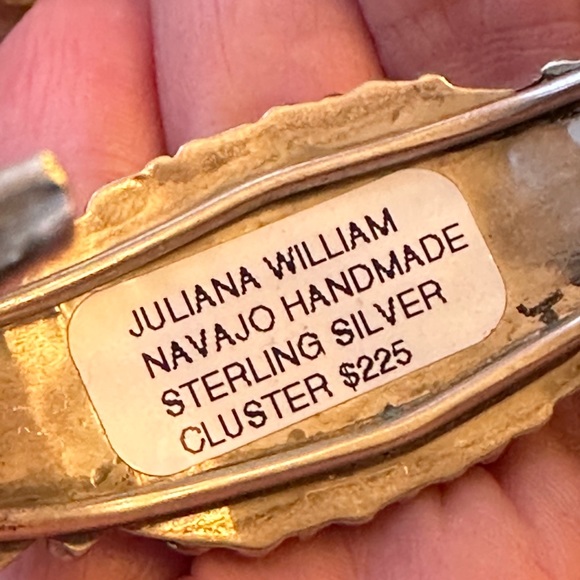 JULIANA WILLIAM
NAVAJO HANDMADE
STERLING SILVER
CLUSTER $225